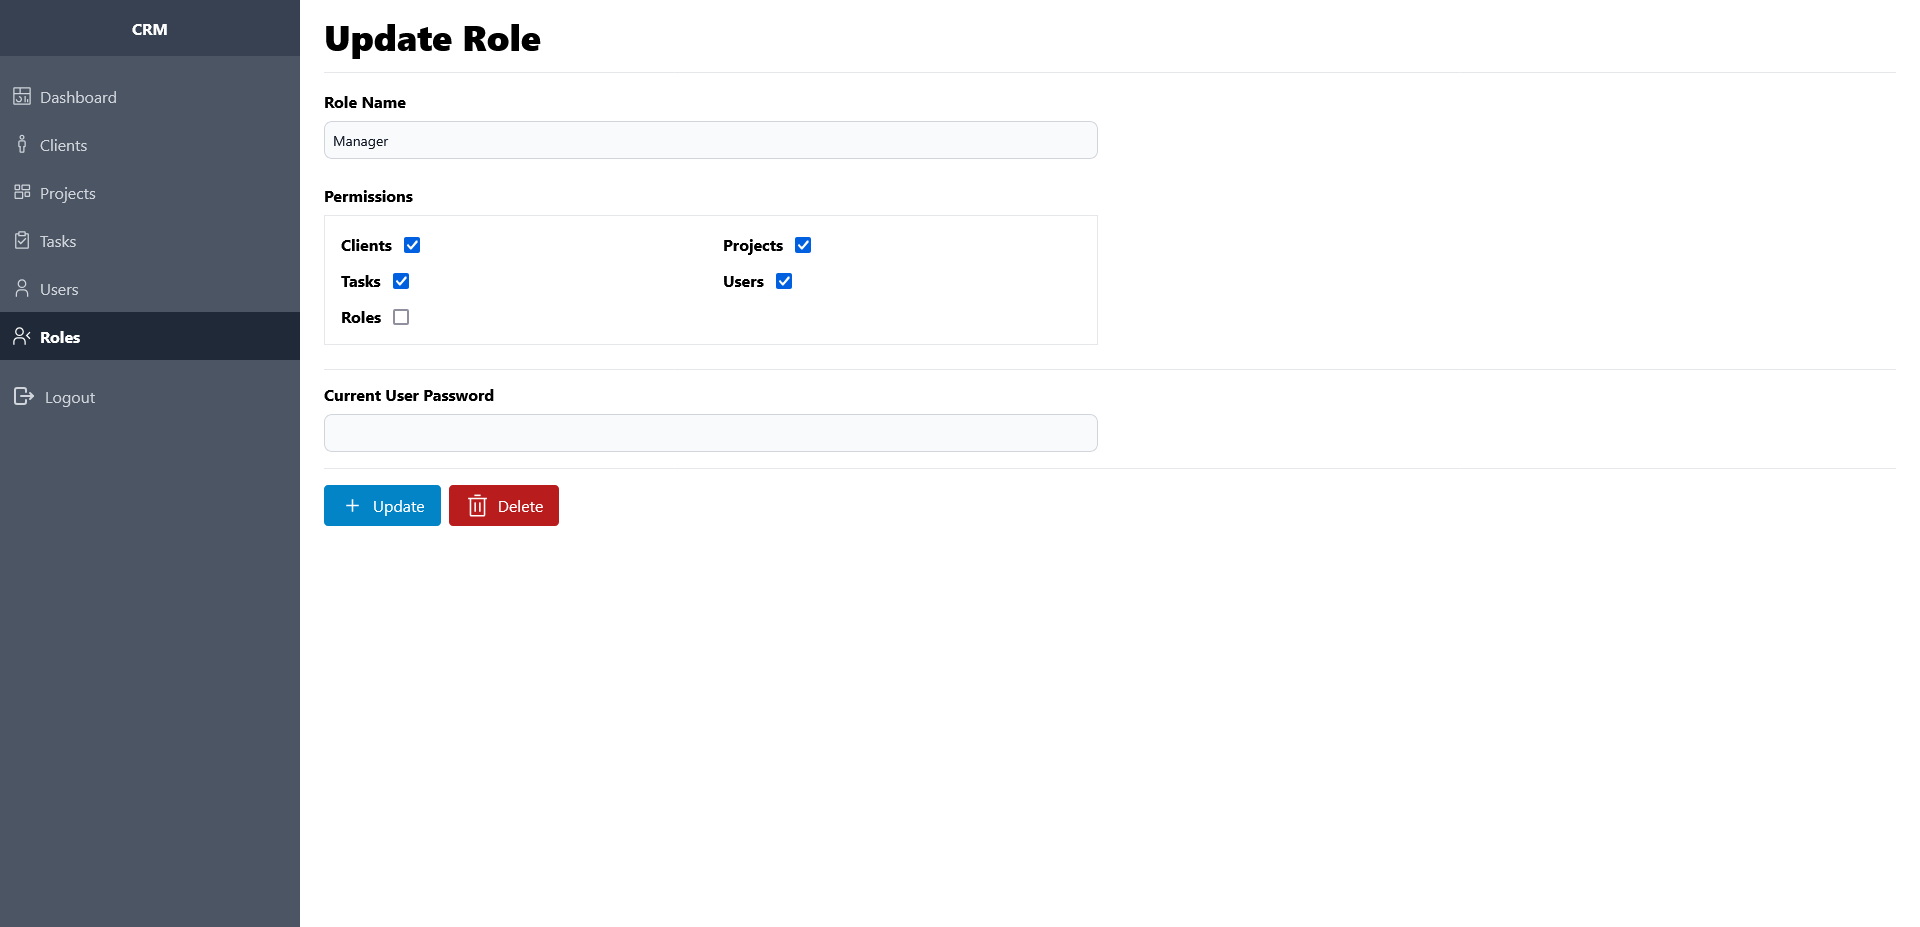 CRM
Dashboard
Clients
Projects
Tasks
Users
Roles
Logout
Update Role
Role Name
Manager
Permissions
Clients Projects
Tasks Users
Roles
Current User Password
Update Delete